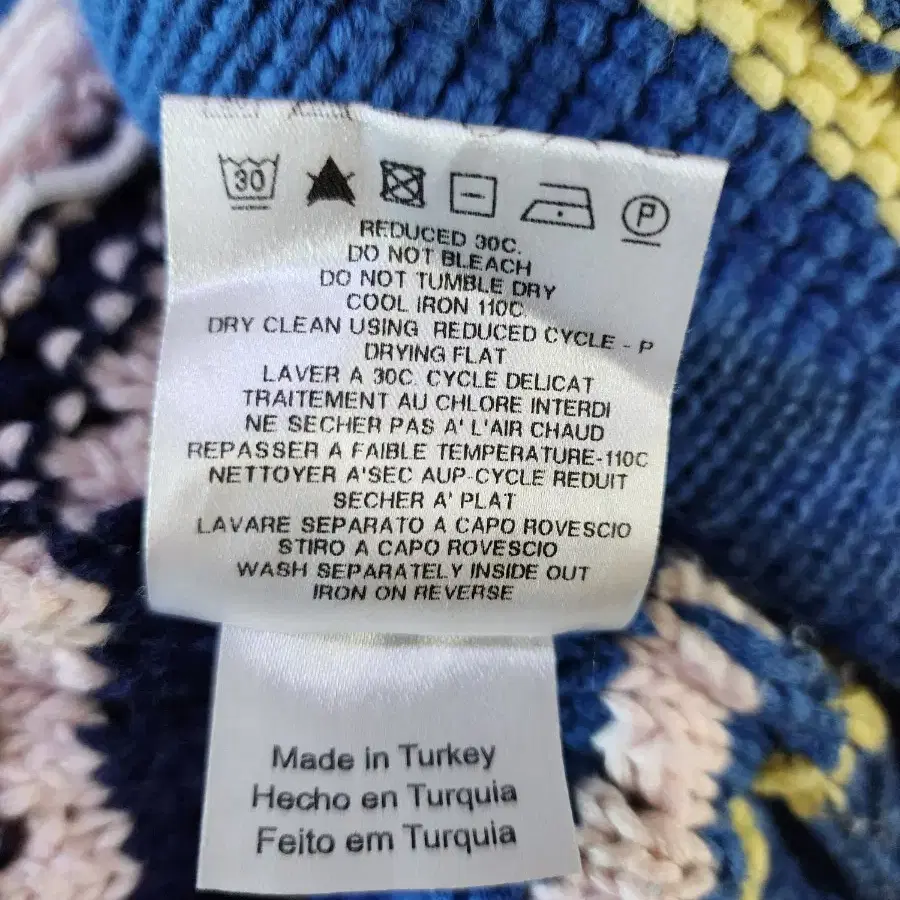 30 P
REDUCED 30C.
DO NOT BLEACH
DO NOT TUMBLE DRY
COOL IRON 110C.
DRY CLEAN USING REDUCED CYCLE - P
DRYING FLAT
LAVER A 30C. CYCLE DELICAT
TRAITEMENT AU CHLORE INTERDI
NE SECHER PAS A' L'AIR CHAUD
REPASSER A FAIBLE TEMPERATURE-110C
NETTOYER A'SEC AUP-CYCLE REDUIT
SECHER A' PLAT
LAVARE SEPARATO A CAPO ROVESCIO
STIRO A CAPO ROVESCIO
WASH SEPARATELY INSIDE OUT
IRON ON REVERSE
Made in Turkey
Hecho en Turquia
Feito em Turquia